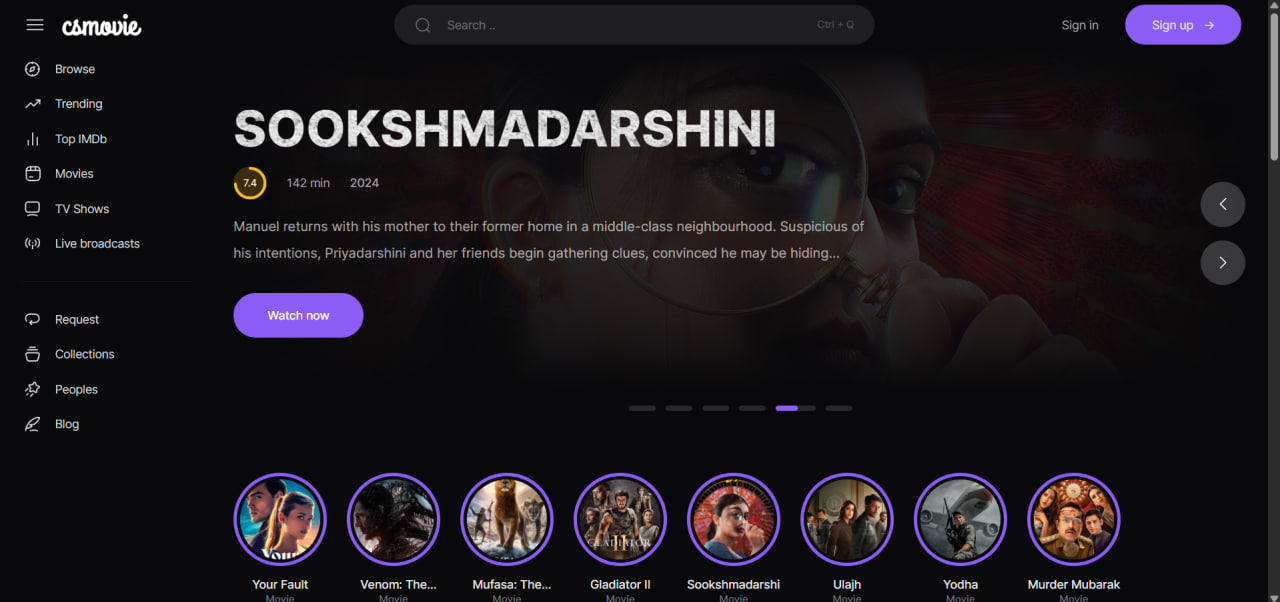 csmovie
Search ..
Ctrl + Q
Sign in
Sign up
Browse
Trending
Top IMDb
Movies
TV Shows
Live broadcasts
Request
Collections
Peoples
Blog
SOOKSHMADARSHINI
7.4 142 min 2024
Manuel returns with his mother to their former home in a middle-class neighbourhood. Suspicious of
his intentions, Priyadarshini and her friends begin gathering clues, convinced he may be hiding...
Watch now
Your
GLADIATOR II
Your Fault Venom: The... Mufasa: The... Gladiator II Sookshmadarshi Ulajh Yodha Murder Mubarak
Movie Movie Movie Movie Movie Movie Movie Movie